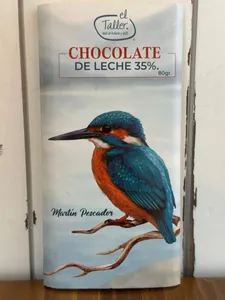 el
Taller.
CHOCOLATE
DE LECHE 35%.
80gr.
Martín Pescador